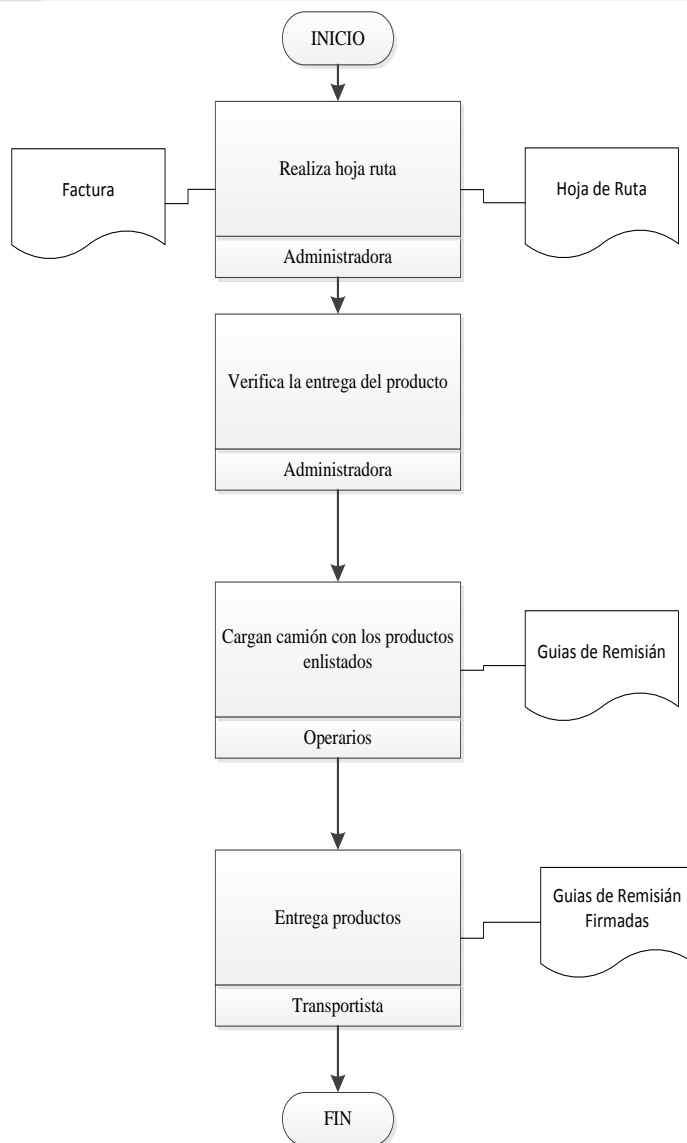 INICIO
Realiza hoja ruta
Factura
Hoja de Ruta
Administradora
Verifica la entrega del producto
Administradora
Cargan camión con los productos
enlistados
Guias de Remisián
Operarios
Entrega productos
Guias de Remisián
Firmadas
Transportista
FIN